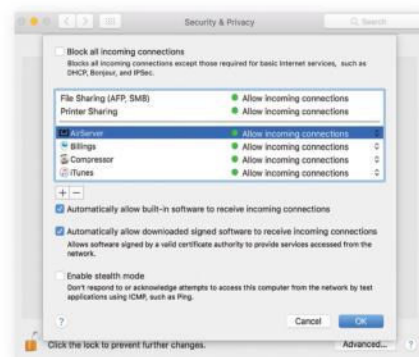 Security & Privacy
Search
Block all incoming connections
Blocks all incoming connections except those required for basic Internet services, such as
DHCP, Bonjour, and IPSec.
File Sharing (AFP, SMB) Allow incoming connections
Printer Sharing Allow incoming connections
AirServer Allow incoming connections
Billings Allow incoming connections
Compressor Allow incoming connections
iTunes Allow incoming connections
+ −
Automatically allow built-in software to receive incoming connections
Automatically allow downloaded signed software to receive incoming connections
Allows software signed by a valid certificate authority to provide services accessed from the
network.
Enable stealth mode
Don't respond to or acknowledge attempts to access this computer from the network by test
applications using ICMP, such as Ping.
? Cancel OK
Click the lock to prevent further changes. Advanced... ?